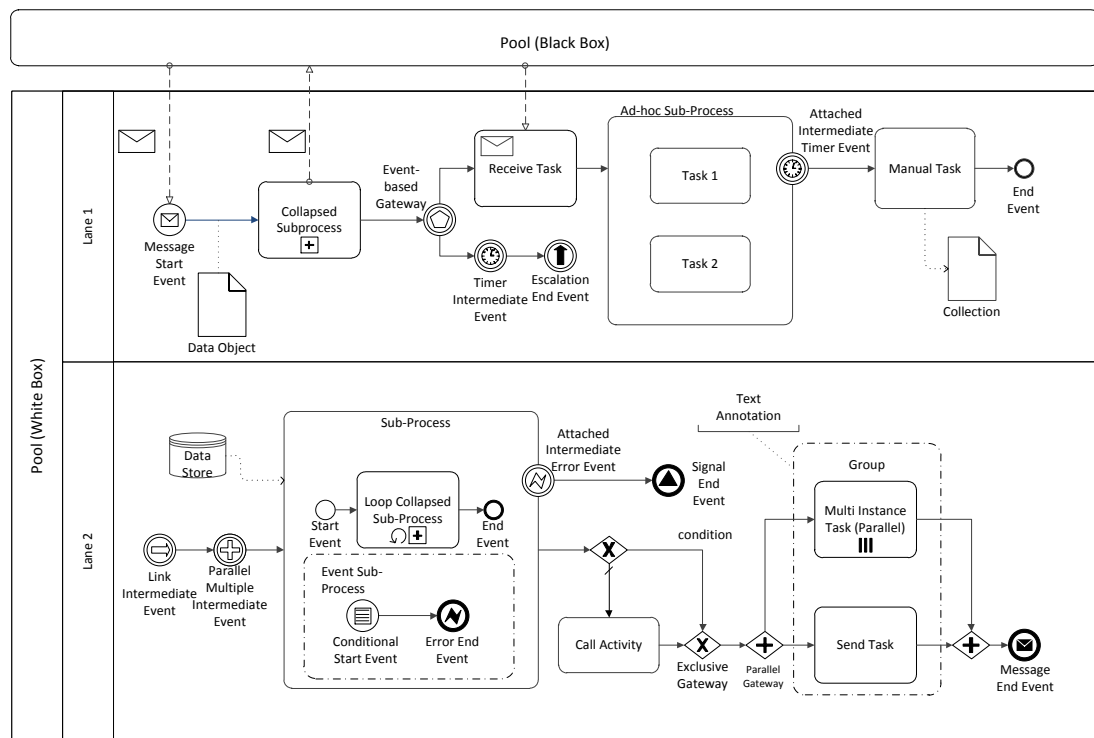 Pool (Black Box)
Pool (White Box)
Lane 1
Message
Start
Event
Data Object
Collapsed
Subprocess
Event-
based
Gateway
Receive Task
Timer
Intermediate
Event
Escalation
End Event
Ad-hoc Sub-Process
Task 1
Task 2
Attached
Intermediate
Timer Event
Manual Task
End
Event
Collection
Lane 2
Data
Store
Link
Intermediate
Event
Parallel
Multiple
Intermediate Event
Sub-Process
Start
Event
Loop Collapsed
Sub-Process
End
Event
Event Sub-
Process
Conditional
Start Event
Error End
Event
Attached
Intermediate
Error Event
Signal
End
Event
condition
Call Activity
X
X
Exclusive
Gateway
Parallel
Gateway
Text
Annotation
Group
Multi Instance
Task (Parallel)
Send Task
Message
End Event